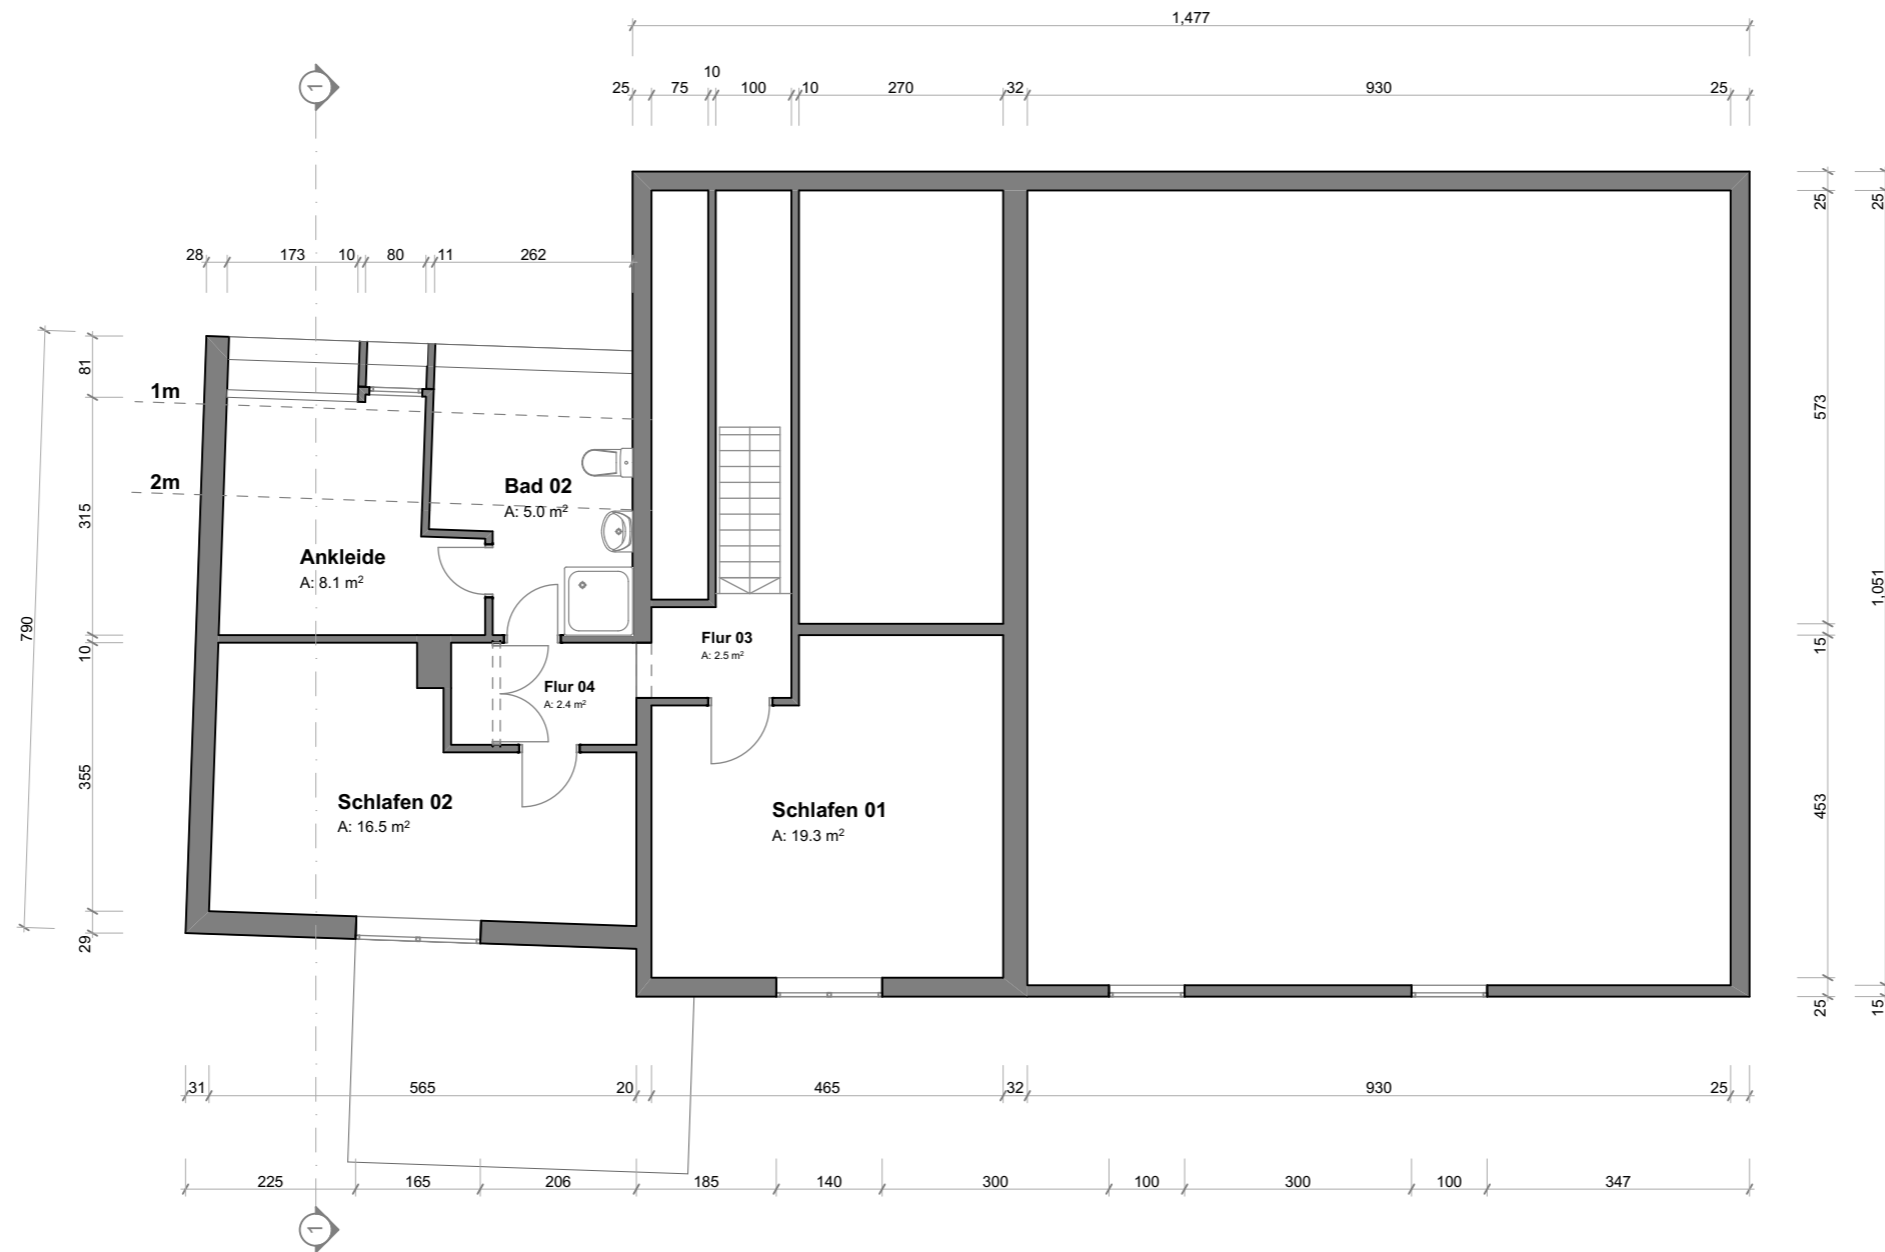 1,477
10
25 75 100 10 270 32 930 25
1
25
25
28 173 10 80 11 262
81
1m
573
2m
Bad 02
A: 5.0 m²
315
Ankleide
A: 8.1 m²
1,051
790
Flur 03
A: 2.5 m²
10
15
Flur 04
A: 2.4 m²
355
Schlafen 02
A: 16.5 m²
Schlafen 01
A: 19.3 m²
453
29
25
15
31 565 20 465 32 930 25
225 165 206 185 140 300 100 300 100 347
1